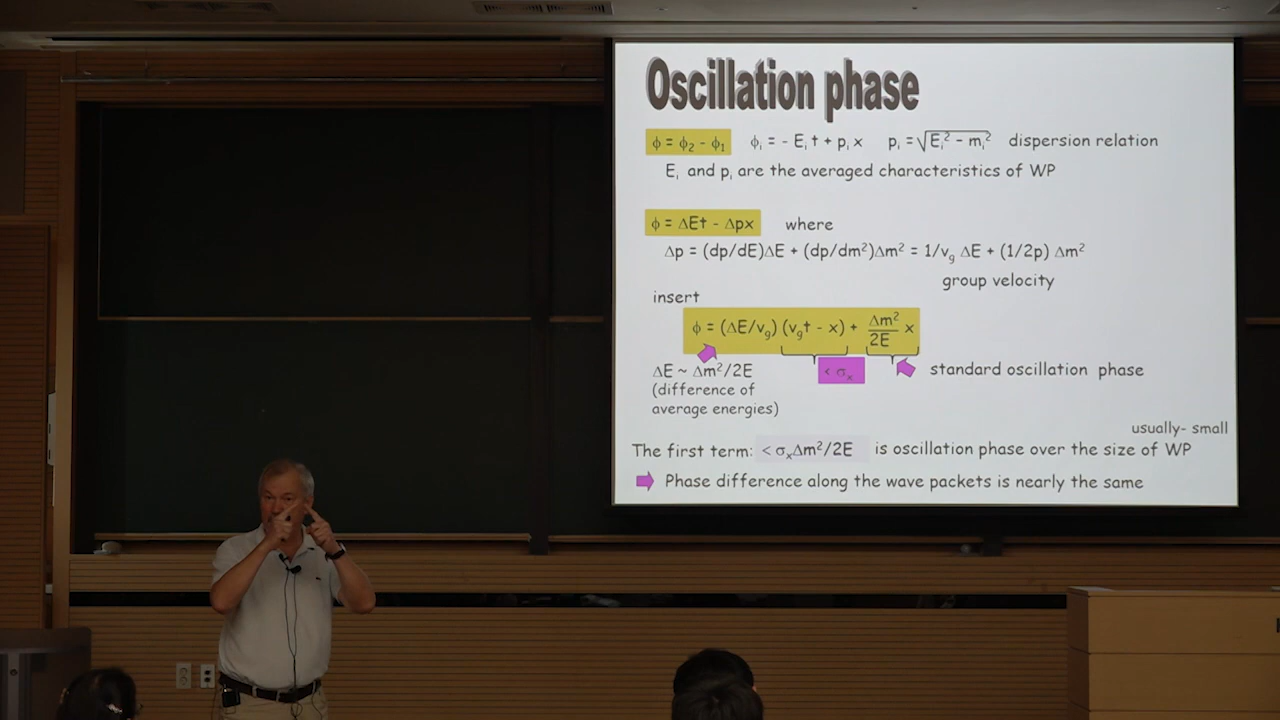 Oscillation phase
ϕ = ϕ₂ - ϕ₁ ϕᵢ = - Eᵢ t + pᵢ x pᵢ = √Eᵢ² – mᵢ² dispersion relation
Eᵢ and pᵢ are the averaged characteristics of WP
ϕ = ΔEt - Δpx where
Δp = (dp/dE)ΔE + (dp/dm²)Δm² = 1/v_g ΔE + (1/2p) Δm²
group velocity
insert
ϕ = (ΔE/v_g) (v_g t - x) + Δm²/2E x
ΔE ~ Δm²/2E < σₓ standard oscillation phase
(difference of
average energies)
usually- small
The first term: < σₓΔm²/2E is oscillation phase over the size of WP
Phase difference along the wave packets is nearly the same